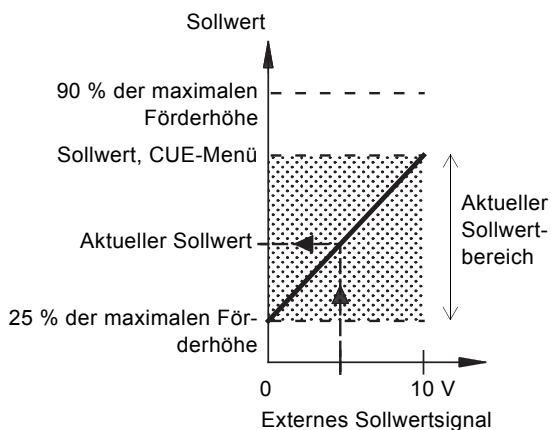 Sollwert
90 % der maximalen
Förderhöhe
Sollwert, CUE-Menü
Aktueller Sollwert
Aktueller
Sollwert-
bereich
25 % der maximalen För-
derhöhe
0
10 V
Externes Sollwertsignal